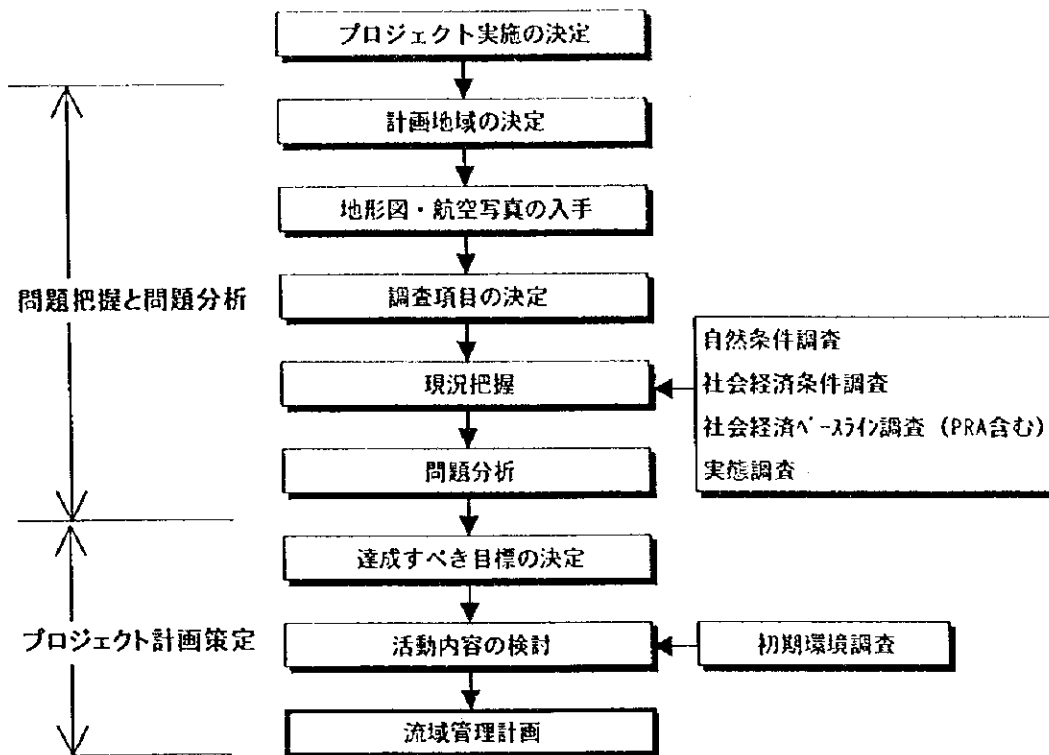 プロジェクト実施の決定
計画地域の決定
地形図・航空写真の入手
問題把握と問題分析
調査項目の決定
現況把握
自然条件調査
社会経済条件調査
社会経済ベースライン調査(PRA含む)
実態調査
問題分析
達成すべき目標の決定
プロジェクト計画策定
活動内容の検討
初期環境調査
流域管理計画